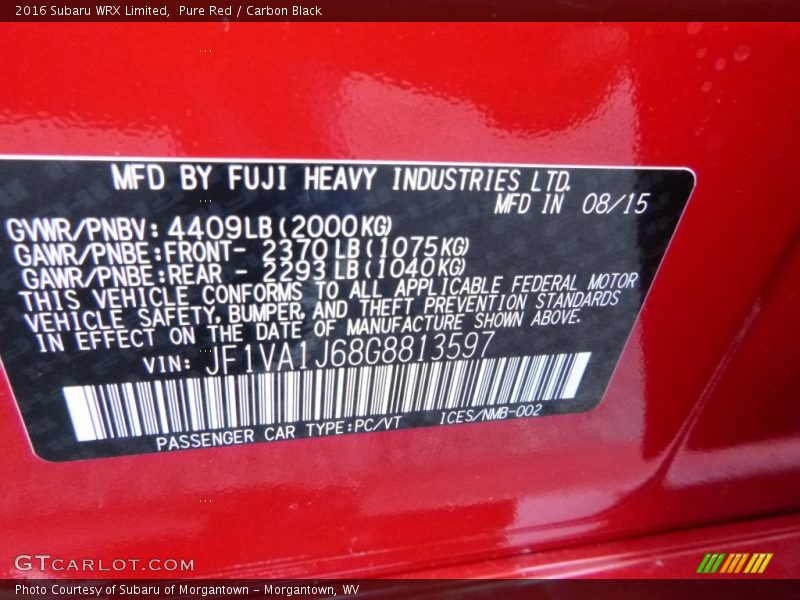 2016 Subaru WRX Limited,  Pure Red / Carbon Black
MFD BY FUJI HEAVY INDUSTRIES LTD.
MFD IN 08/15
GVWR/PNBV: 4409LB(2000KG)
GAWR/PNBE:FRONT- 2370LB(1075KG)
GAWR/PNBE:REAR - 2293LB(1040KG)
THIS VEHICLE CONFORMS TO ALL APPLICABLE FEDERAL MOTOR
VEHICLE SAFETY, BUMPER, AND THEFT PREVENTION STANDARDS
IN EFFECT ON THE DATE OF MANUFACTURE SHOWN ABOVE.
VIN: JF1VA1J68G8813597
PASSENGER CAR TYPE:PC/VT ICES/NMB-002
GTCARLOT.COM
Photo Courtesy of Subaru of Morgantown - Morgantown, WV